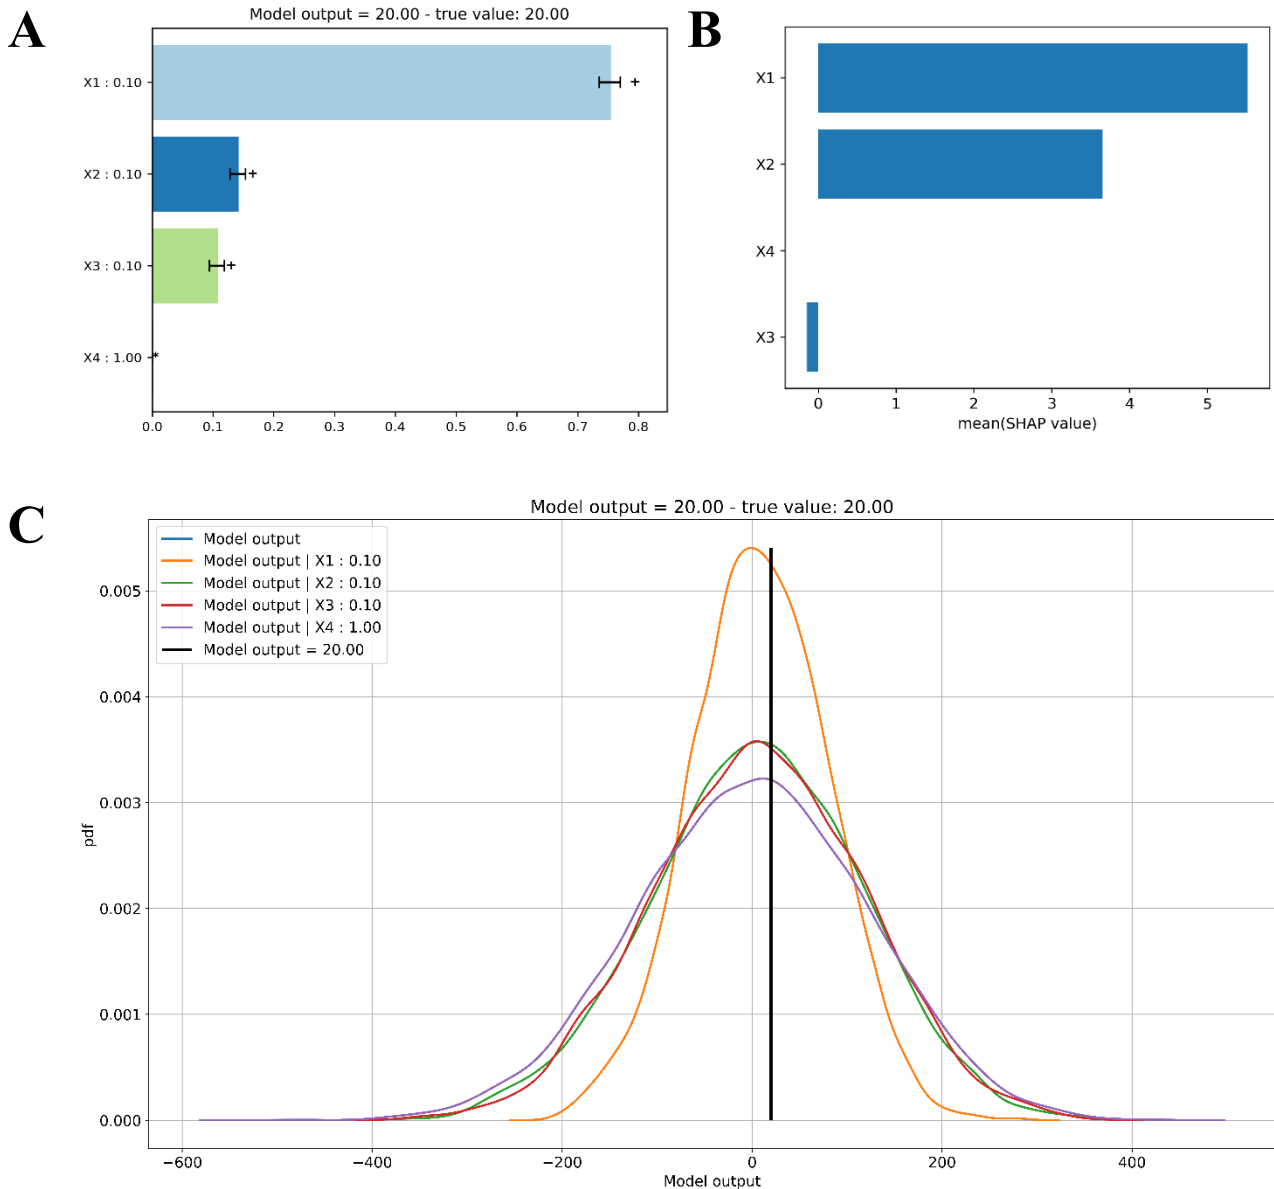 A
Model output = 20.00 - true value: 20.00
X1 : 0.10
+
X2 : 0.10
+
X3 : 0.10
+
X4 : 1.00
*
0.0 0.1 0.2 0.3 0.4 0.5 0.6 0.7 0.8
B
X1
X2
X4
X3
0 1 2 3 4 5
mean(SHAP value)
C
Model output = 20.00 - true value: 20.00
Model output
Model output | X1 : 0.10
Model output | X2 : 0.10
Model output | X3 : 0.10
Model output | X4 : 1.00
Model output = 20.00
0.005
0.004
0.003
0.002
0.001
0.000
pdf
−600 −400 −200 0 200 400
Model output